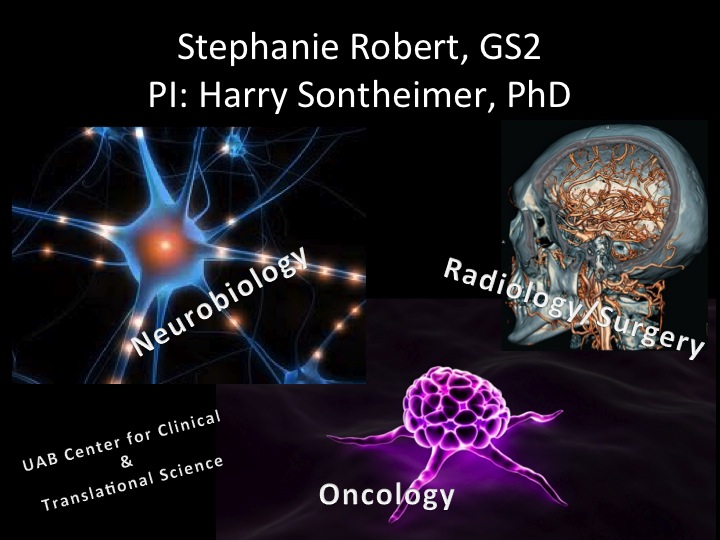 Stephanie Robert, GS2
PI: Harry Sontheimer, PhD
Neurobiology
Radiology/Surgery
UAB Center for Clinical
&
Translational Science
Oncology